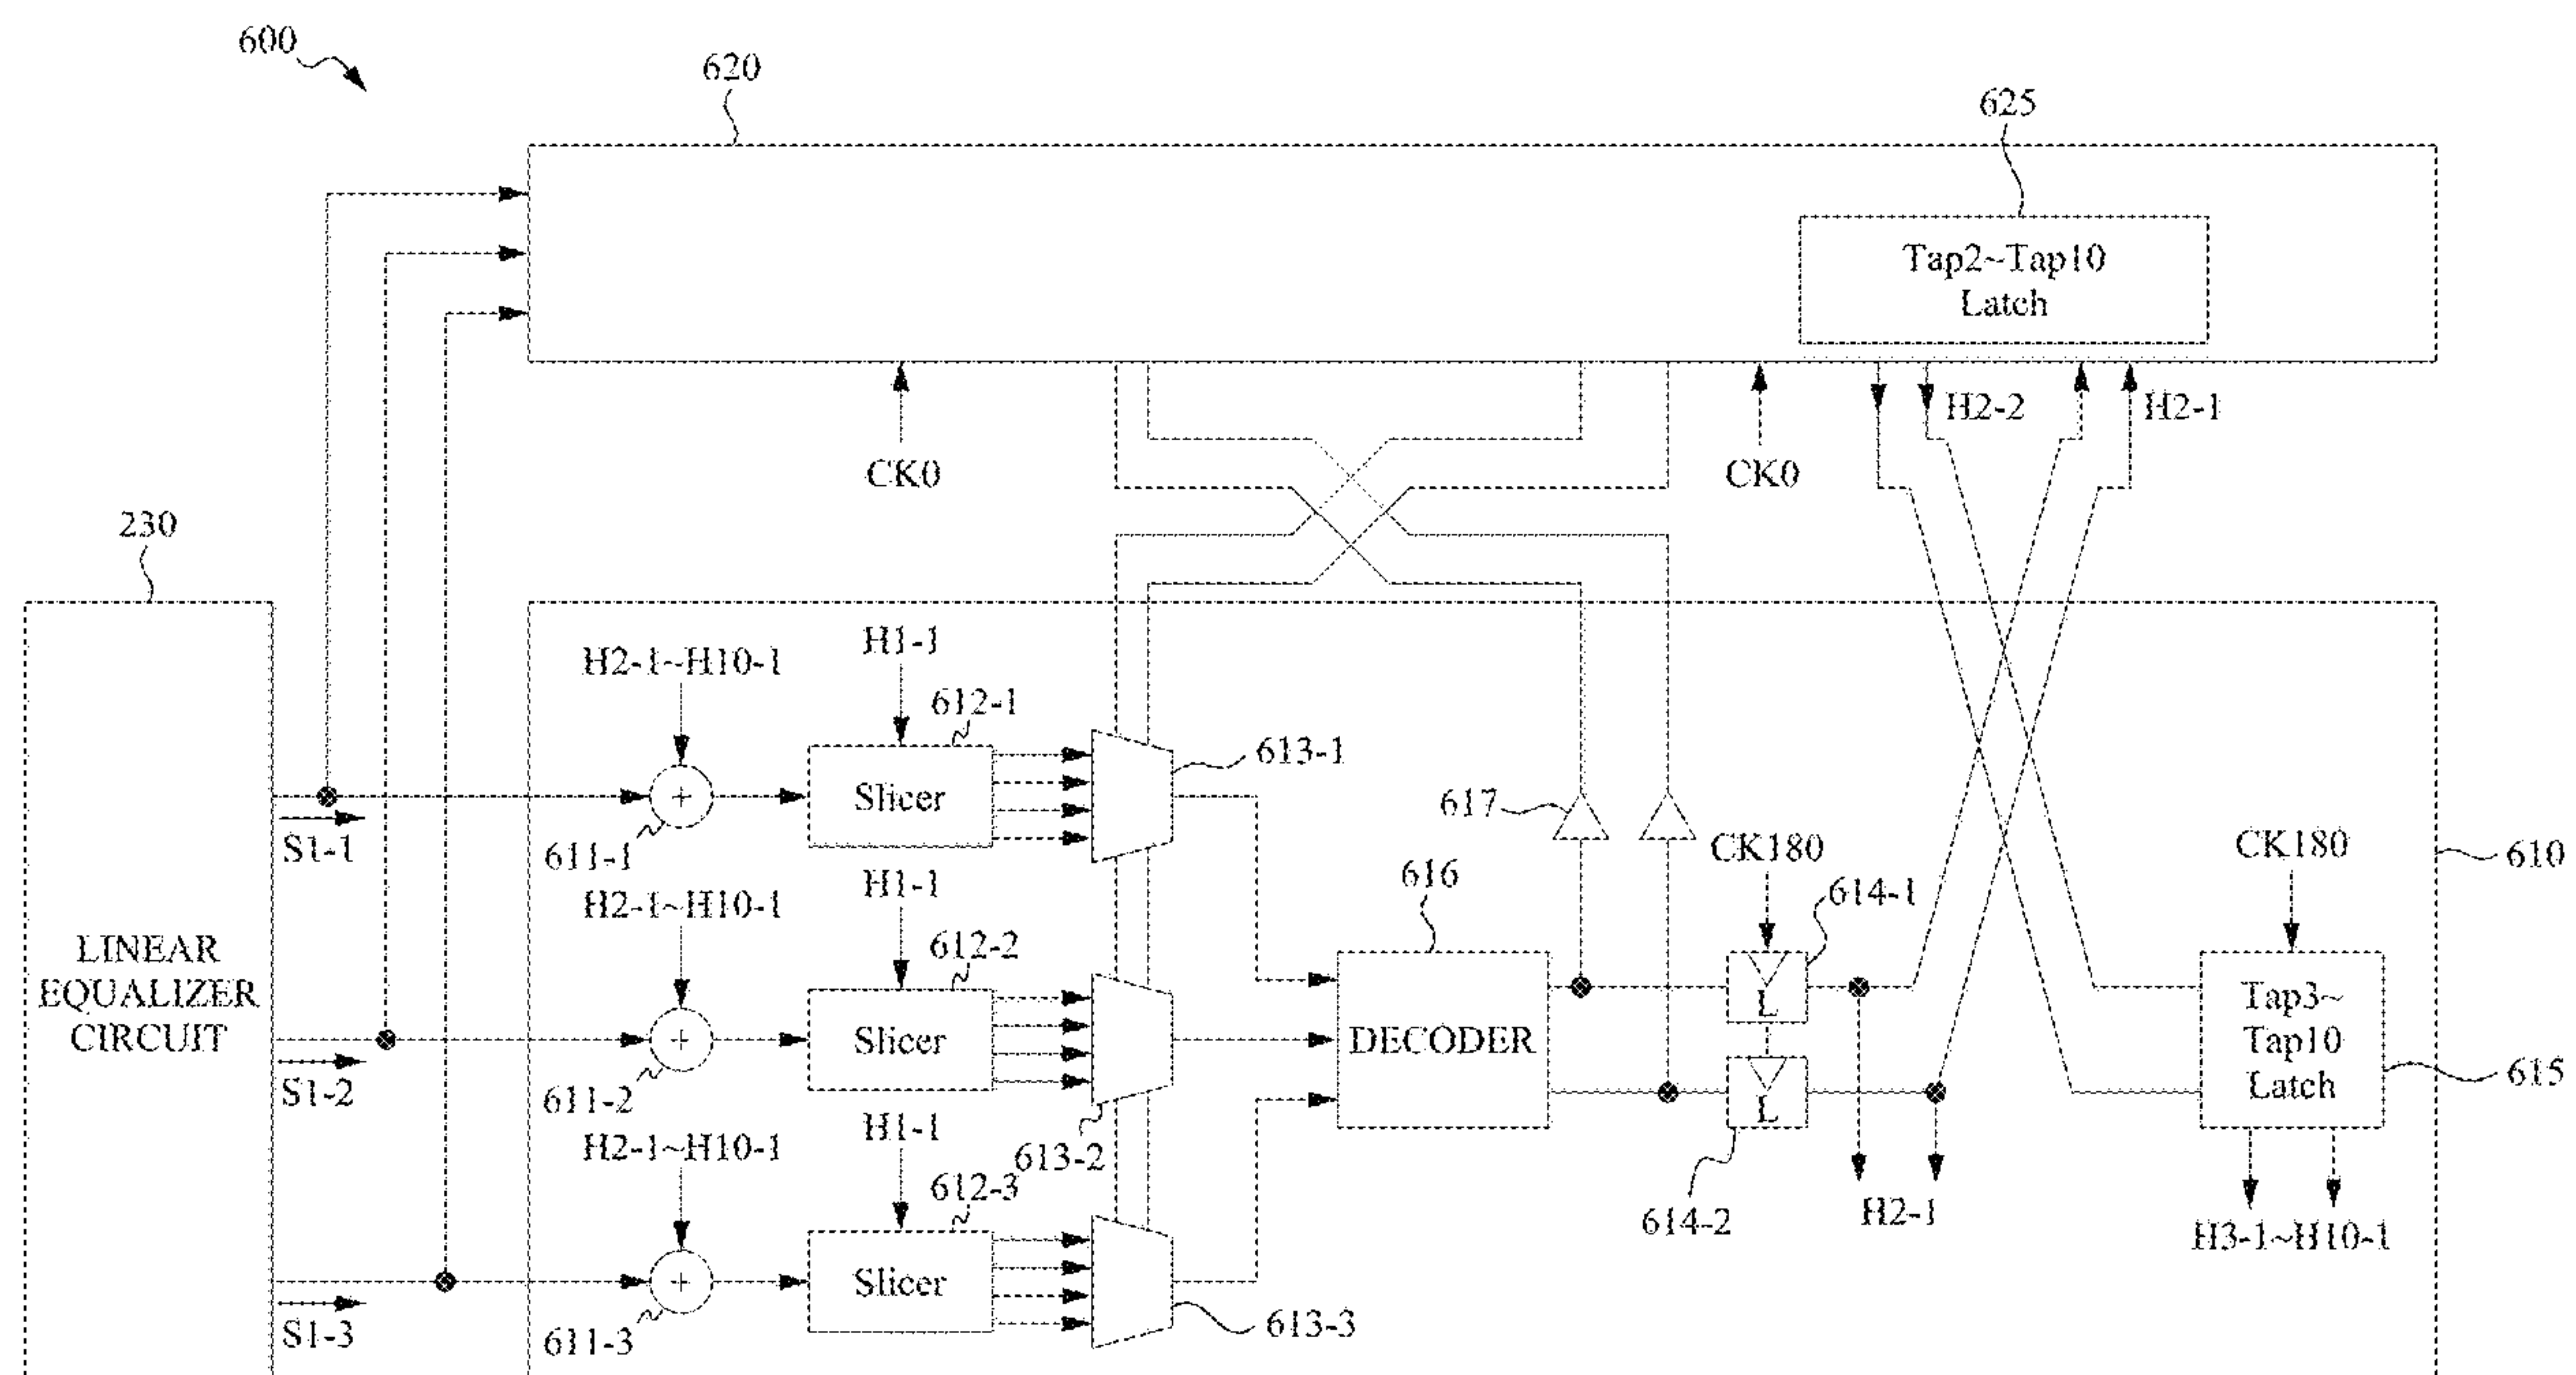 600
620
625
Tap2~Tap10
Latch
H2-2
H2-1
CK0
CK0
230
LINEAR
EQUALIZER
CIRCUIT
S1-1
S1-2
S1-3
H2-1~H10-1
H1-1
612-1
Slicer
613-1
611-1
H2-1~H10-1
H1-1
612-2
Slicer
613-2
611-2
H2-1~H10-1
H1-1
612-3
Slicer
613-3
611-3
617
616
DECODER
CK180
614-1
L
L
614-2
H2-1
CK180
610
Tap3~
Tap10
Latch
615
H3-1~H10-1